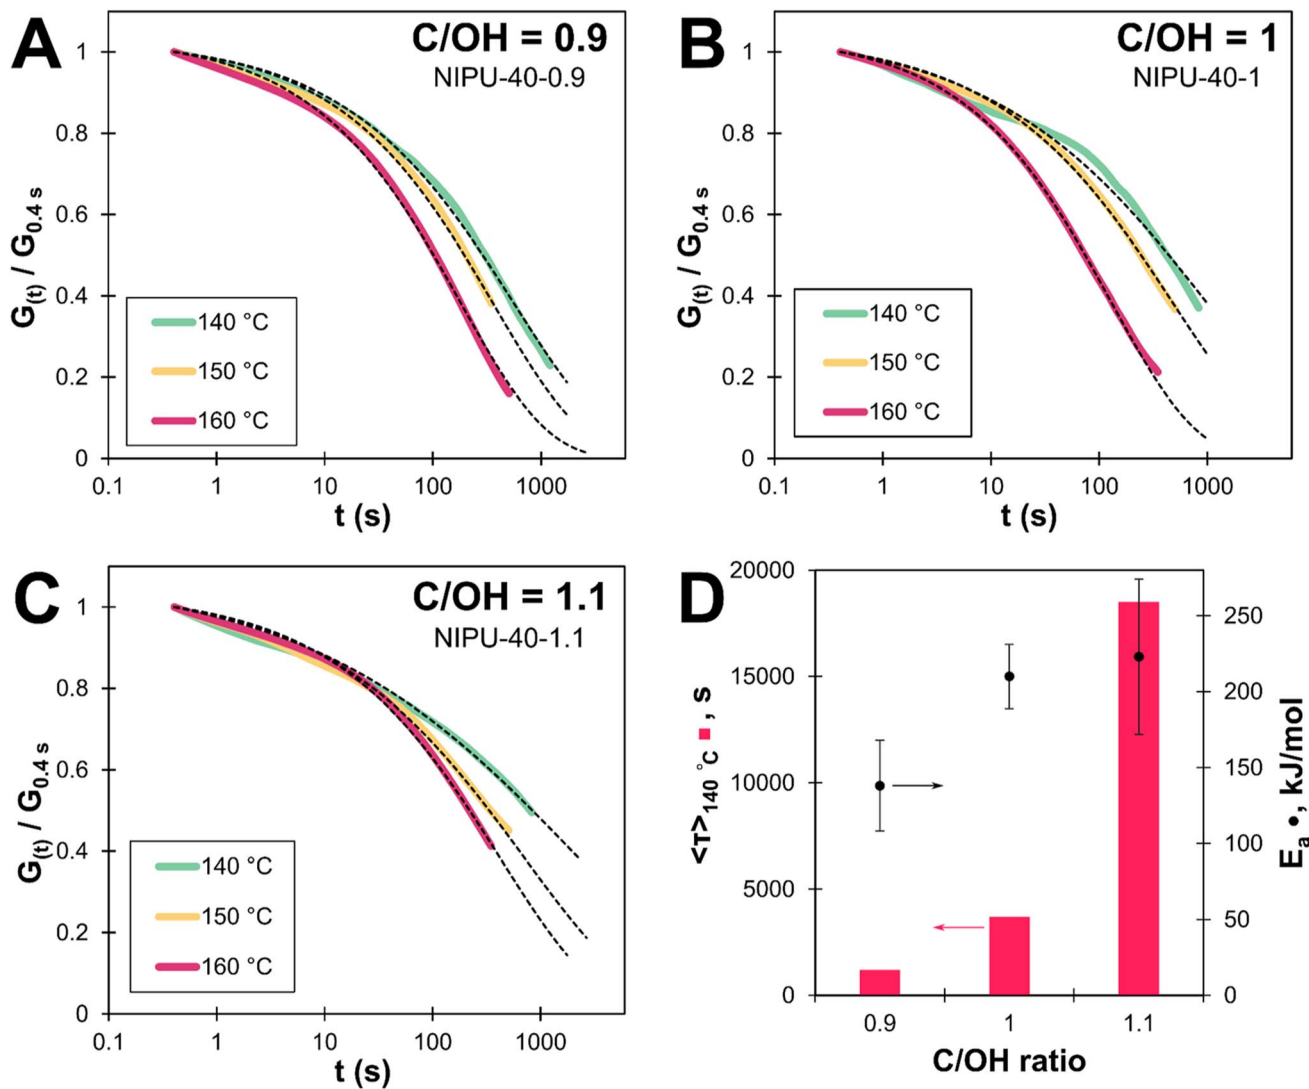 A
C/OH = 0.9
NIPU-40-0.9
1
0.8
0.6
0.4
0.2
0
G(t) / G0.4 s
140 °C
150 °C
160 °C
0.1
1
10
100
1000
t (s)
B
C/OH = 1
NIPU-40-1
1
0.8
0.6
0.4
0.2
0
G(t) / G0.4 s
140 °C
150 °C
160 °C
0.1
1
10
100
1000
t (s)
C
C/OH = 1.1
NIPU-40-1.1
1
0.8
0.6
0.4
0.2
0
G(t) / G0.4 s
140 °C
150 °C
160 °C
0.1
1
10
100
1000
t (s)
D
20000
15000
10000
5000
0
<τ>140 °C ■, s
250
200
150
100
50
0
Ea •, kJ/mol
0.9
1
1.1
C/OH ratio